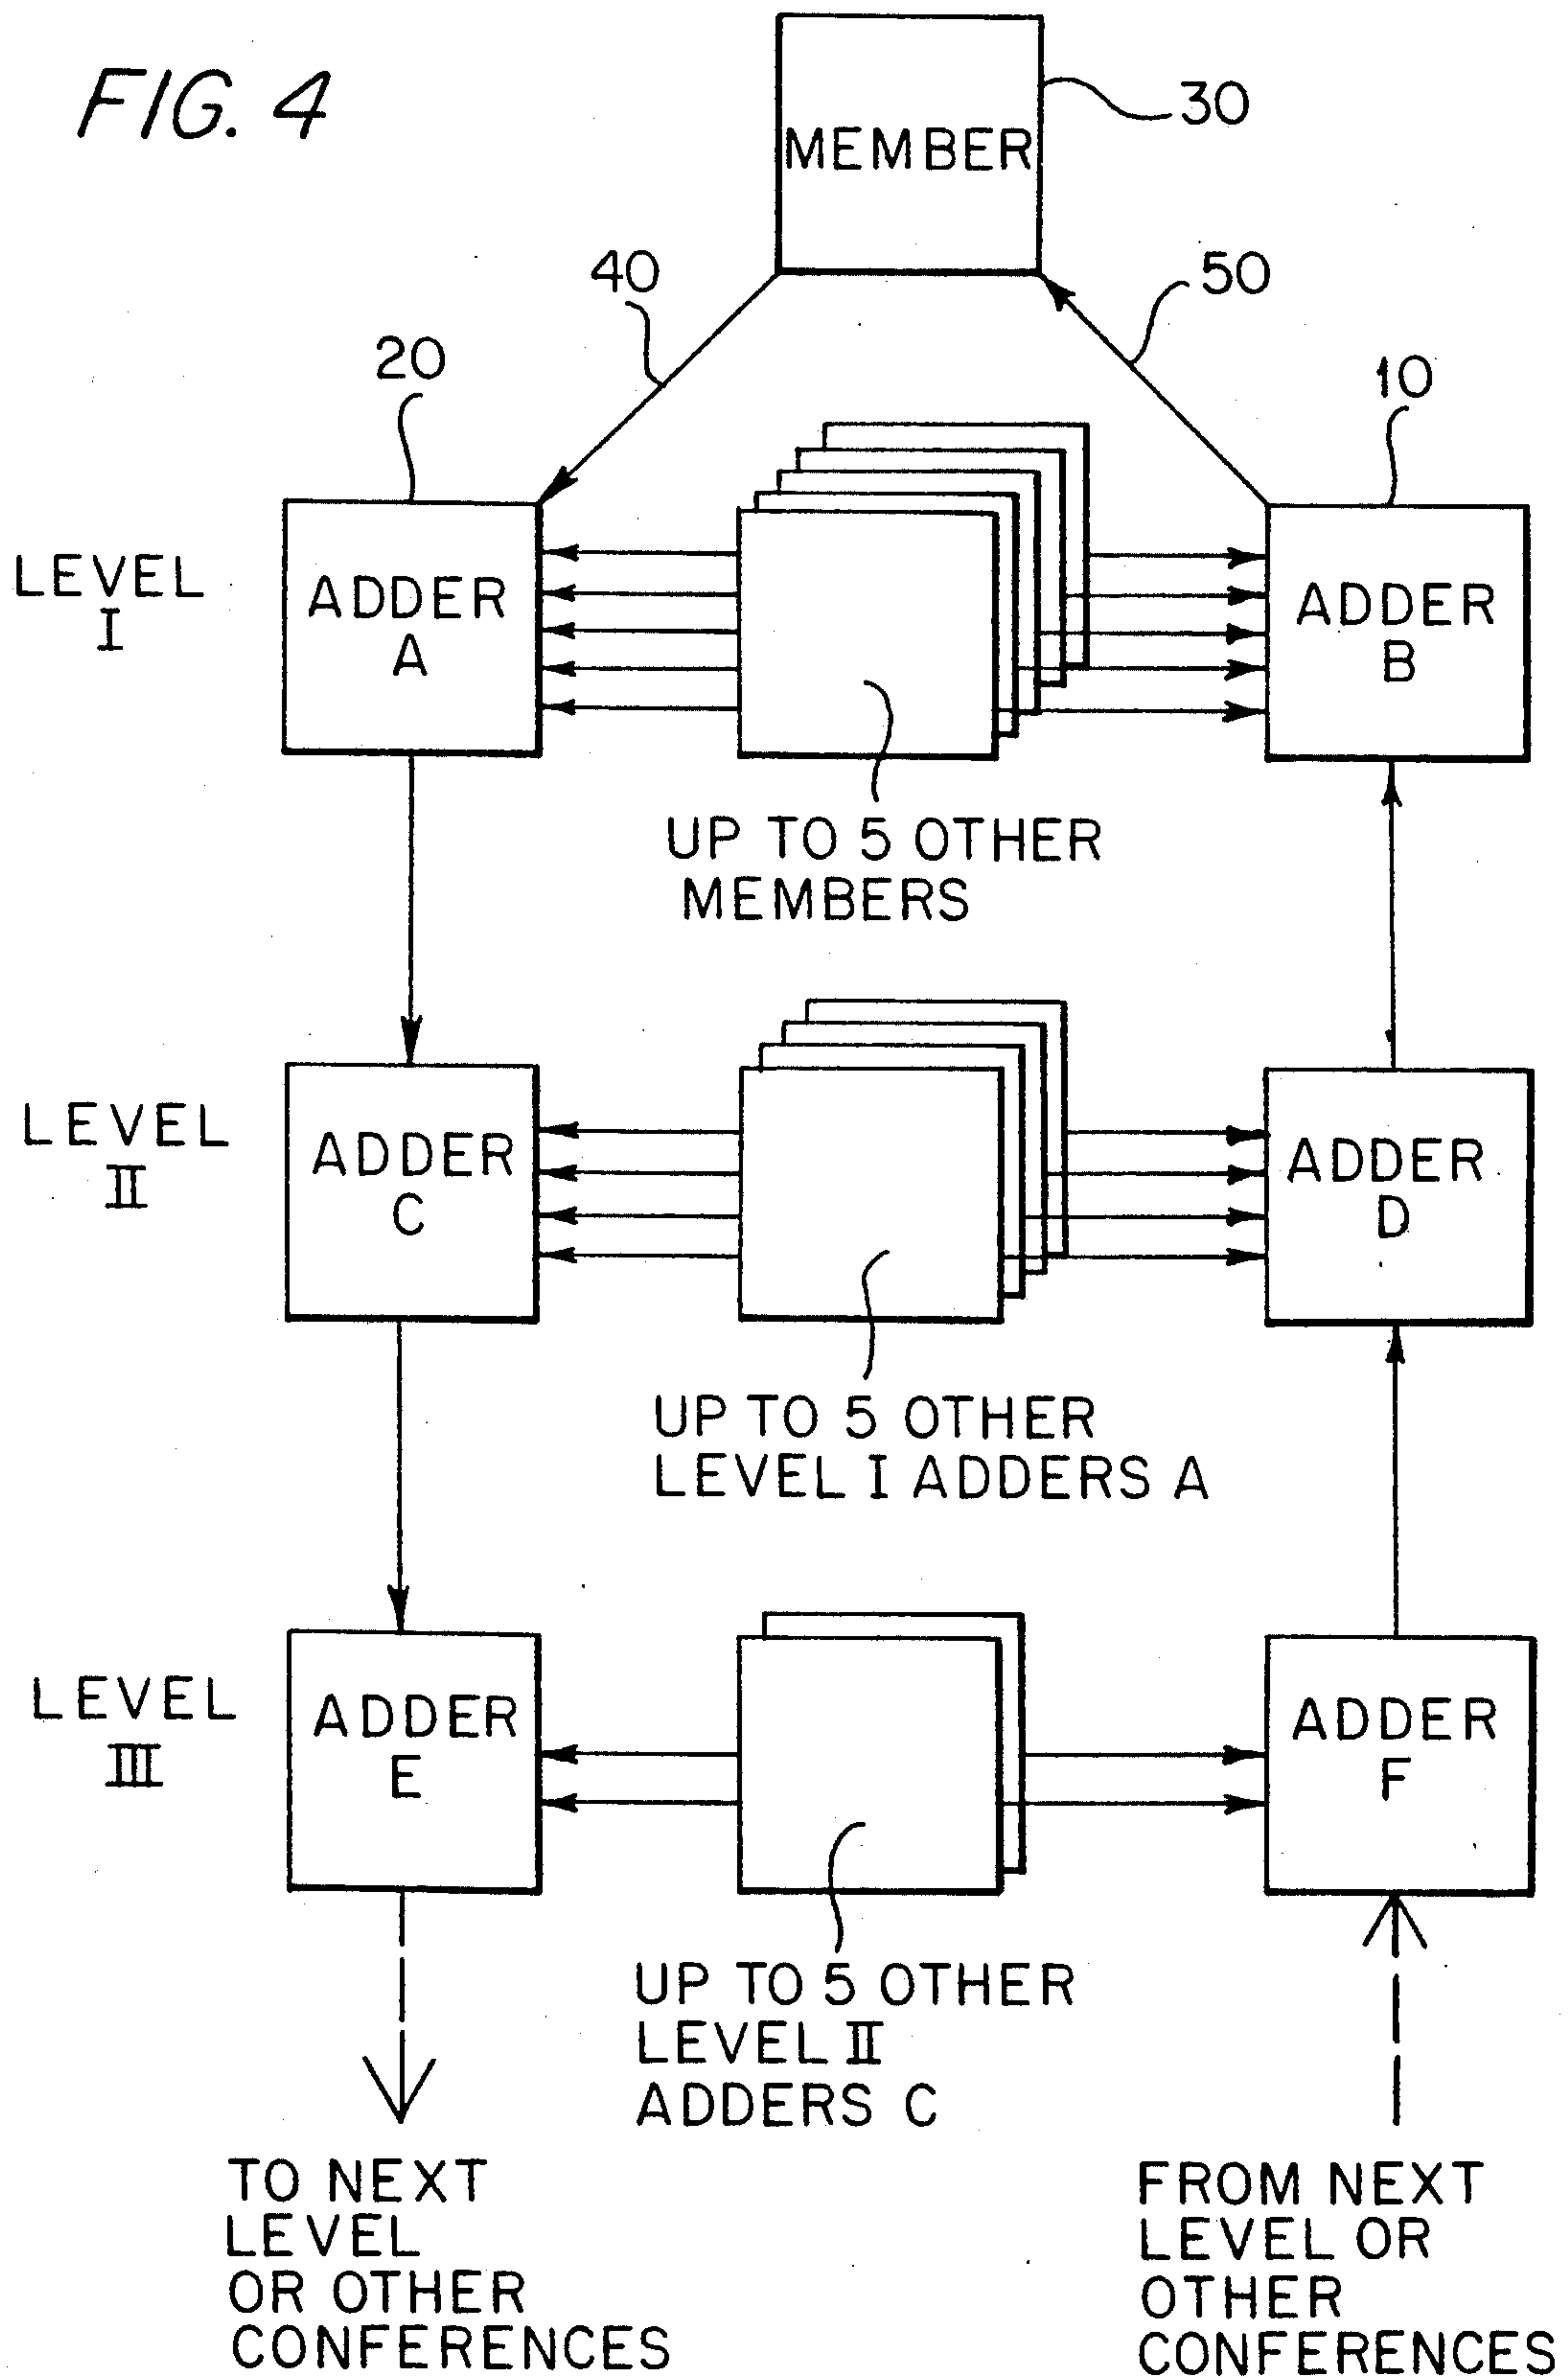 FIG. 4
MEMBER
30
40
50
20
10
LEVEL
I
ADDER
A
ADDER
B
UP TO 5 OTHER
MEMBERS
LEVEL
II
ADDER
C
ADDER
D
UP TO 5 OTHER
LEVEL I ADDERS A
LEVEL
III
ADDER
E
ADDER
F
UP TO 5 OTHER
LEVEL II
ADDERS C
TO NEXT
LEVEL
OR OTHER
CONFERENCES
FROM NEXT
LEVEL OR
OTHER
CONFERENCES